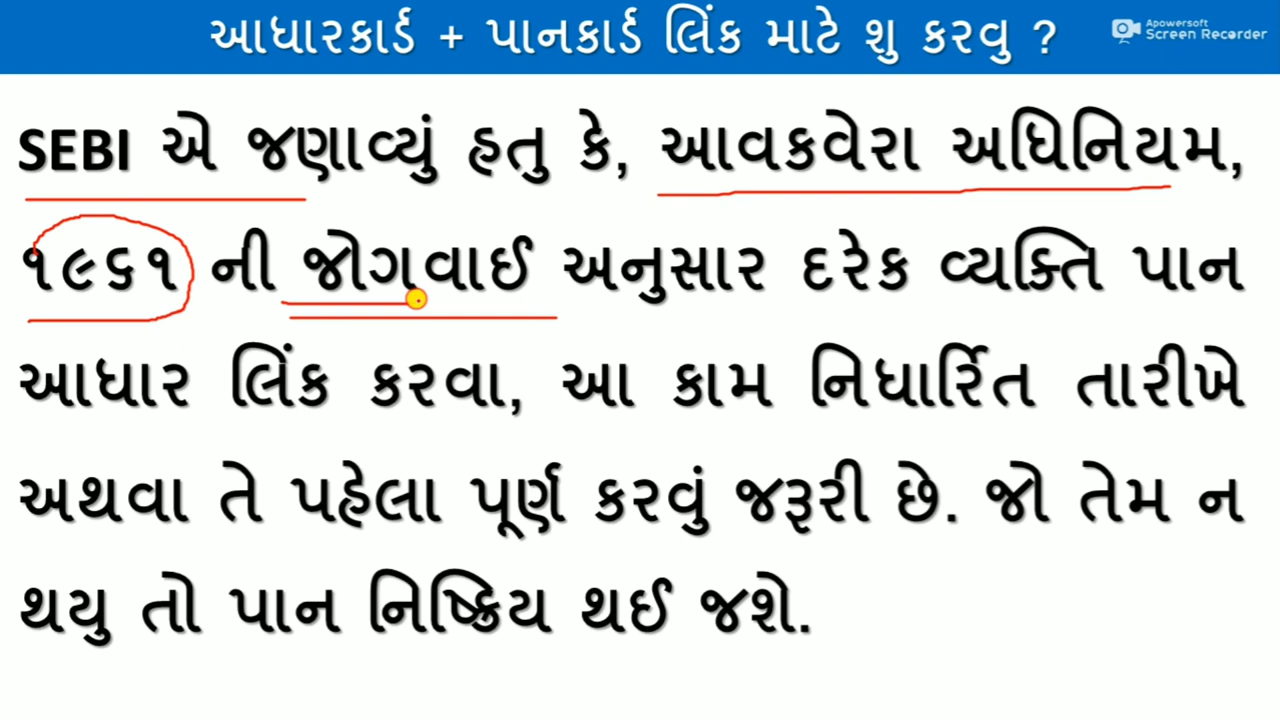 આધારકાર્ડ + પાનકાર્ડ લિંક માટે શુ કરવુ ?
Apowersoft
Screen Recorder
SEBI એ જણાવ્યું હતુ કે, આવકવેરા અધિનિયમ,
૧૯૬૧ ની જોગવાઈ અનુસાર દરેક વ્યક્તિ પાન
આધાર લિંક કરવા, આ કામ નિધારિત તારીખે
અથવા તે પહેલા પૂર્ણ કરવું જરૂરી છે. જો તેમ ન
થયુ તો પાન નિષ્ક્રિય થઈ જશે.